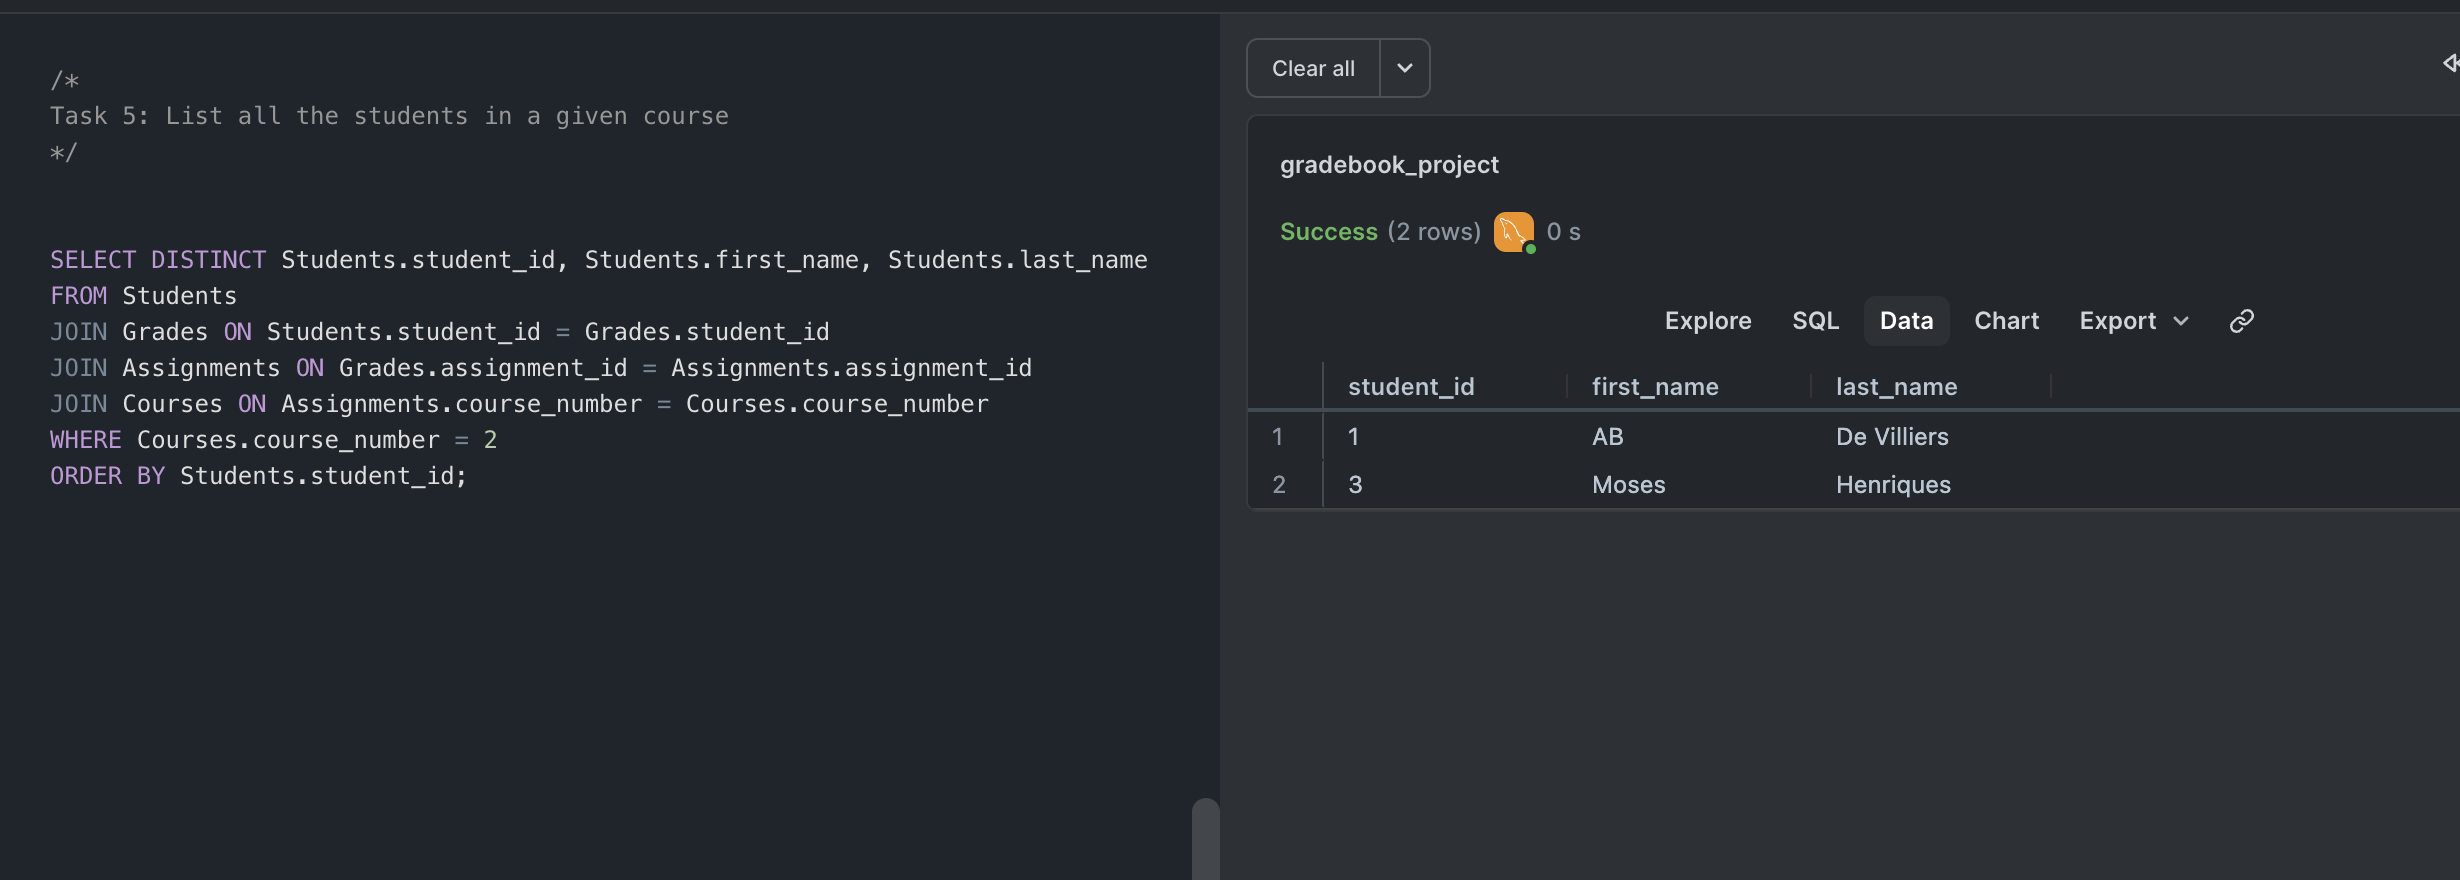 /*
Task 5: List all the students in a given course
*/
SELECT DISTINCT Students.student_id, Students.first_name, Students.last_name
FROM Students
JOIN Grades ON Students.student_id = Grades.student_id
JOIN Assignments ON Grades.assignment_id = Assignments.assignment_id
JOIN Courses ON Assignments.course_number = Courses.course_number
WHERE Courses.course_number = 2
ORDER BY Students.student_id;
Clear all
gradebook_project
Success (2 rows) 0 s
Explore SQL Data Chart Export
student_id first_name last_name
1 1 AB De Villiers
2 3 Moses Henriques